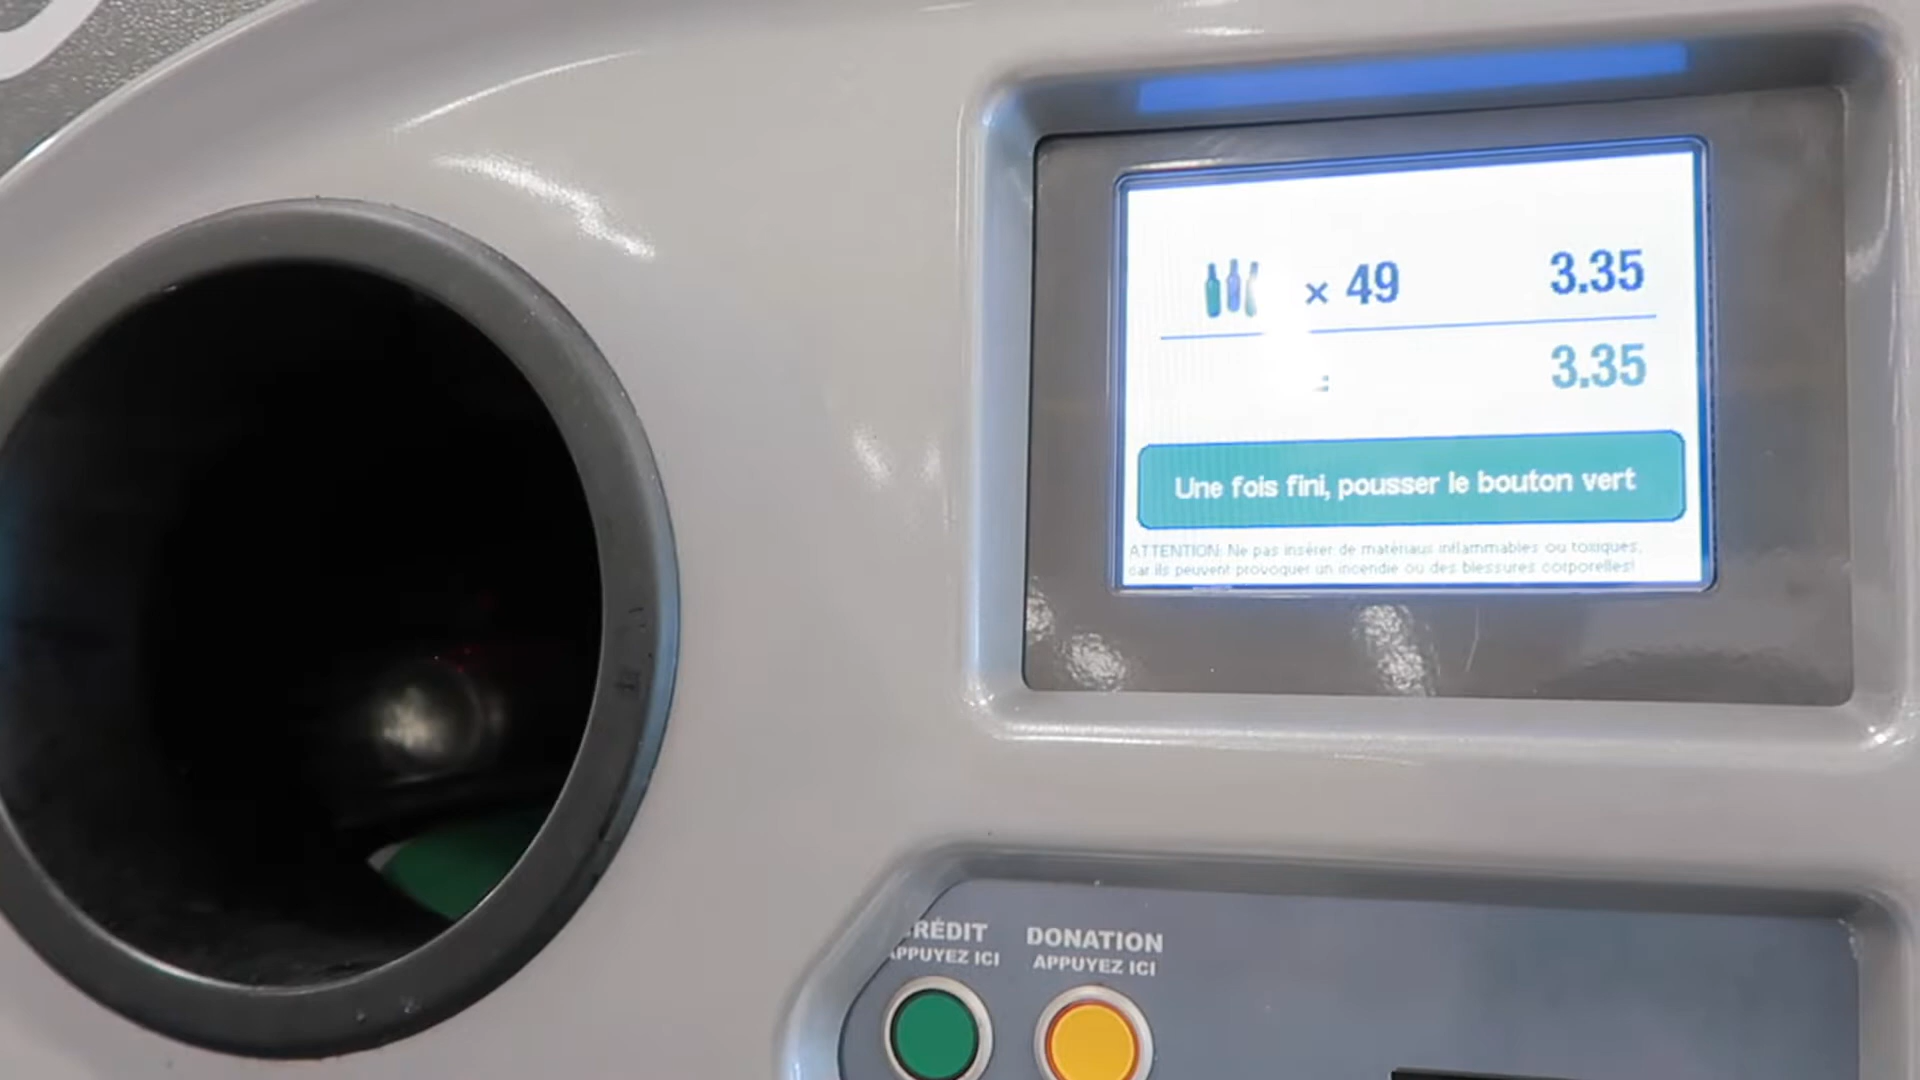 × 49 3.35
= 3.35
Une fois fini, pousser le bouton vert
ATTENTION: Ne pas insérer de matériaux inflammables ou toxiques,
car ils peuvent provoquer un incendie ou des blessures corporelles!
CRÉDIT
APPUYEZ ICI
DONATION
APPUYEZ ICI